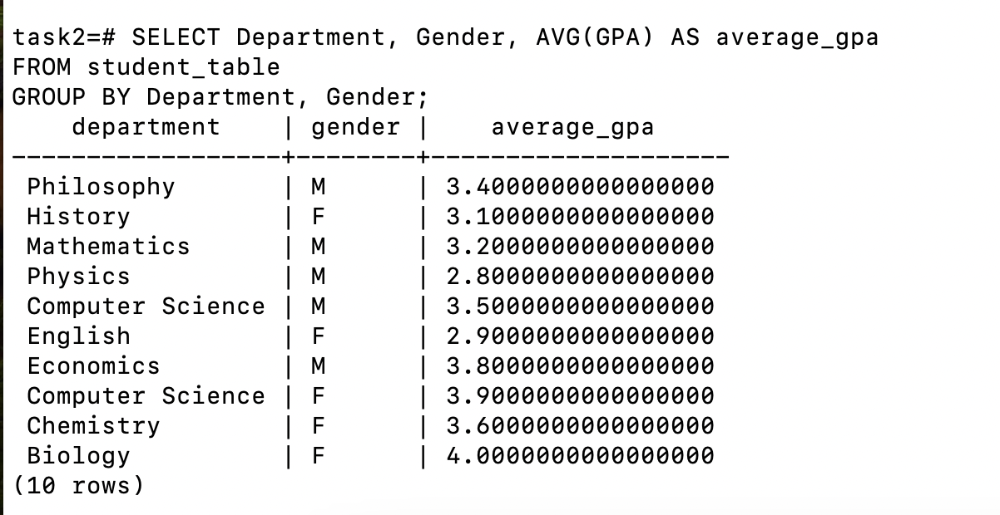 task2=# SELECT Department, Gender, AVG(GPA) AS average_gpa
FROM student_table
GROUP BY Department, Gender;
    department    | gender |    average_gpa
------------------+--------+--------------------
 Philosophy       | M      | 3.4000000000000000
 History          | F      | 3.1000000000000000
 Mathematics      | M      | 3.2000000000000000
 Physics          | M      | 2.8000000000000000
 Computer Science | M      | 3.5000000000000000
 English          | F      | 2.9000000000000000
 Economics        | M      | 3.8000000000000000
 Computer Science | F      | 3.9000000000000000
 Chemistry        | F      | 3.6000000000000000
 Biology          | F      | 4.0000000000000000
(10 rows)